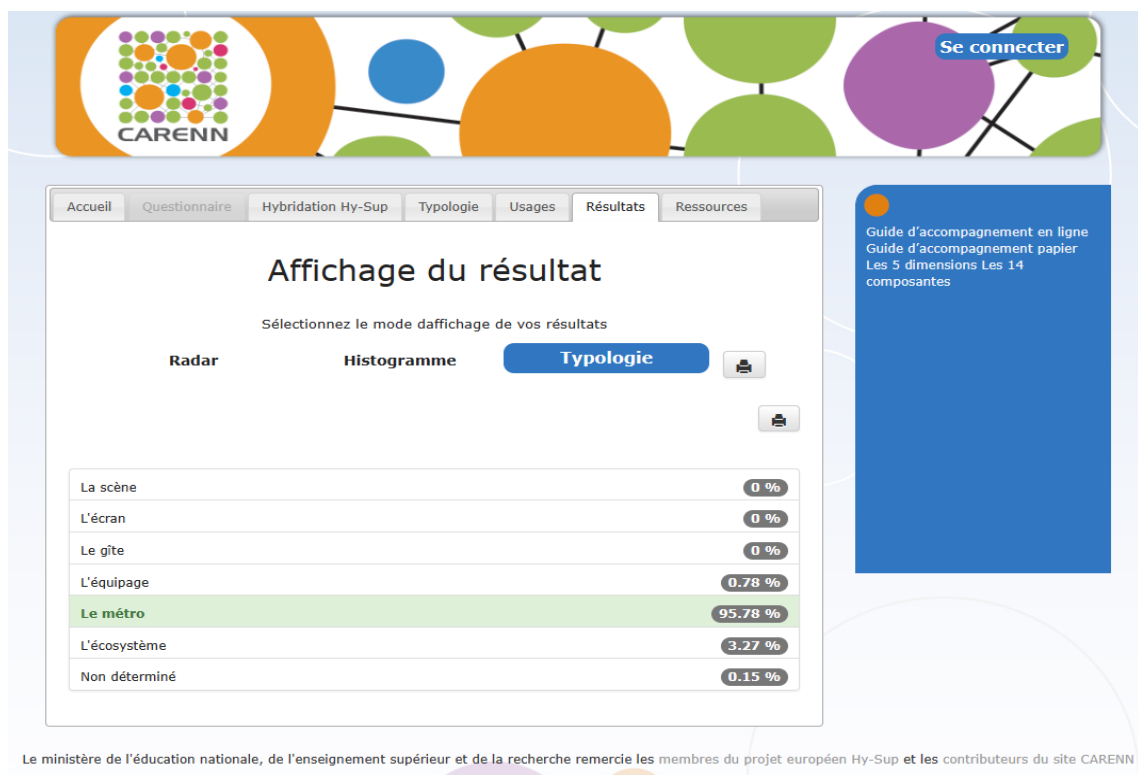 CARENN
Se connecter
Accueil Questionnaire Hybridation Hy-Sup Typologie Usages Résultats Ressources
Affichage du résultat
Sélectionnez le mode daffichage de vos résultats
Radar Histogramme Typologie
La scène 0 %
L'écran 0 %
Le gîte 0 %
L'équipage 0.78 %
Le métro 95.78 %
L'écosystème 3.27 %
Non déterminé 0.15 %
Guide d'accompagnement en ligne
Guide d'accompagnement papier
Les 5 dimensions Les 14
composantes
Le ministère de l'éducation nationale, de l'enseignement supérieur et de la recherche remercie les membres du projet européen Hy-Sup et les contributeurs du site CARENN